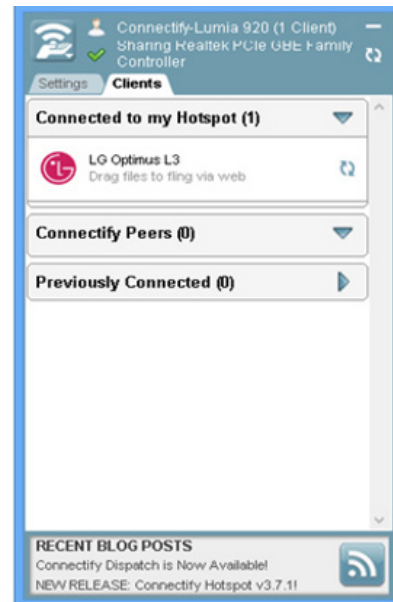 Connectify-Lumia 920 (1 Client)
Sharing Realtek PCIe GBE Family
Controller
Settings Clients
Connected to my Hotspot (1)
LG Optimus L3
Drag files to fling via web
Connectify Peers (0)
Previously Connected (0)
RECENT BLOG POSTS
Connectify Dispatch is Now Available!
NEW RELEASE: Connectify Hotspot v3.7.1!